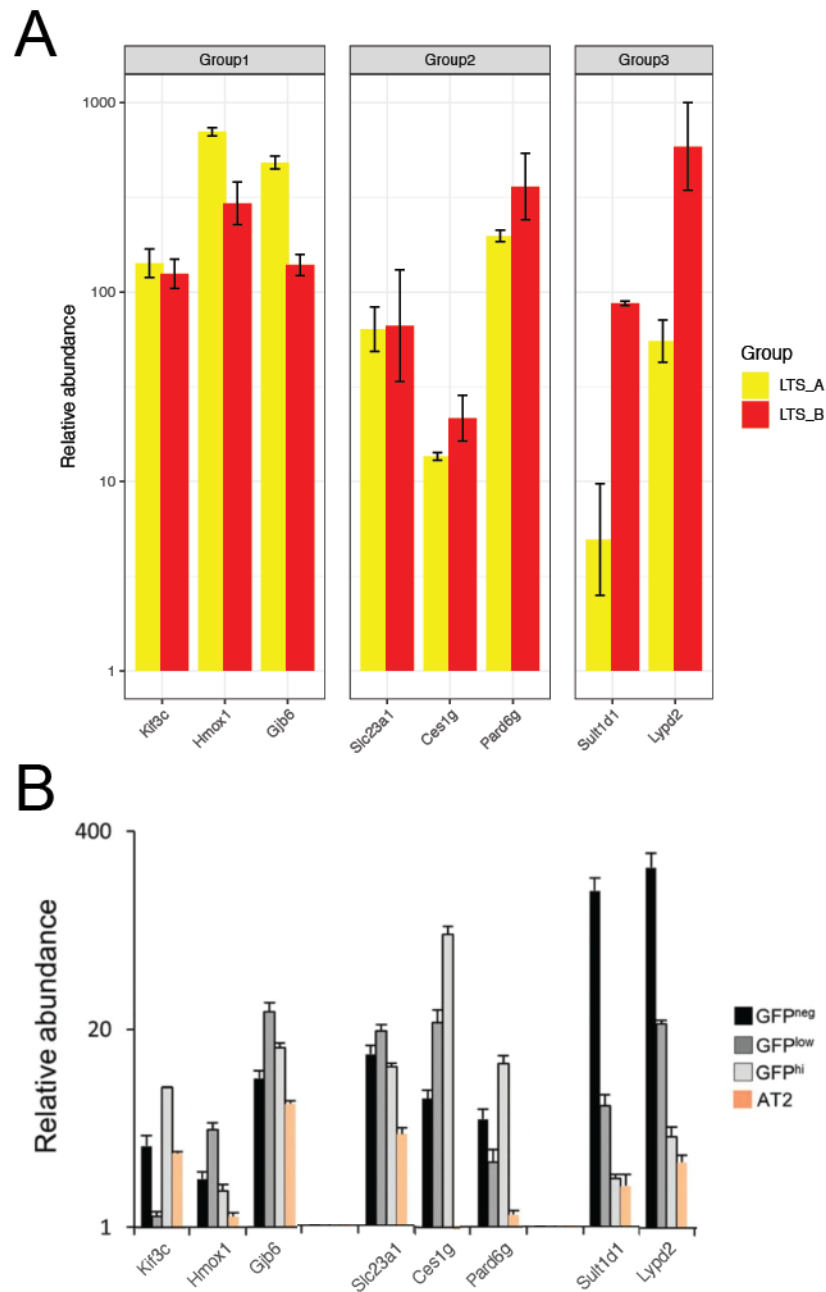 A
Group1 Group2 Group3
1000
100
10
1
Relative abundance
Kif3c Hmox1 Gjb6 Slc23a1 Ces1g Pard6g Sult1d1 Lypd2
Group
LTS_A
LTS_B
B
400
20
1
Relative abundance
Kif3c Hmox1 Gjb6 Slc23a1 Ces1g Pard6g Sult1d1 Lypd2
GFPneg
GFPlow
GFPhi
AT2